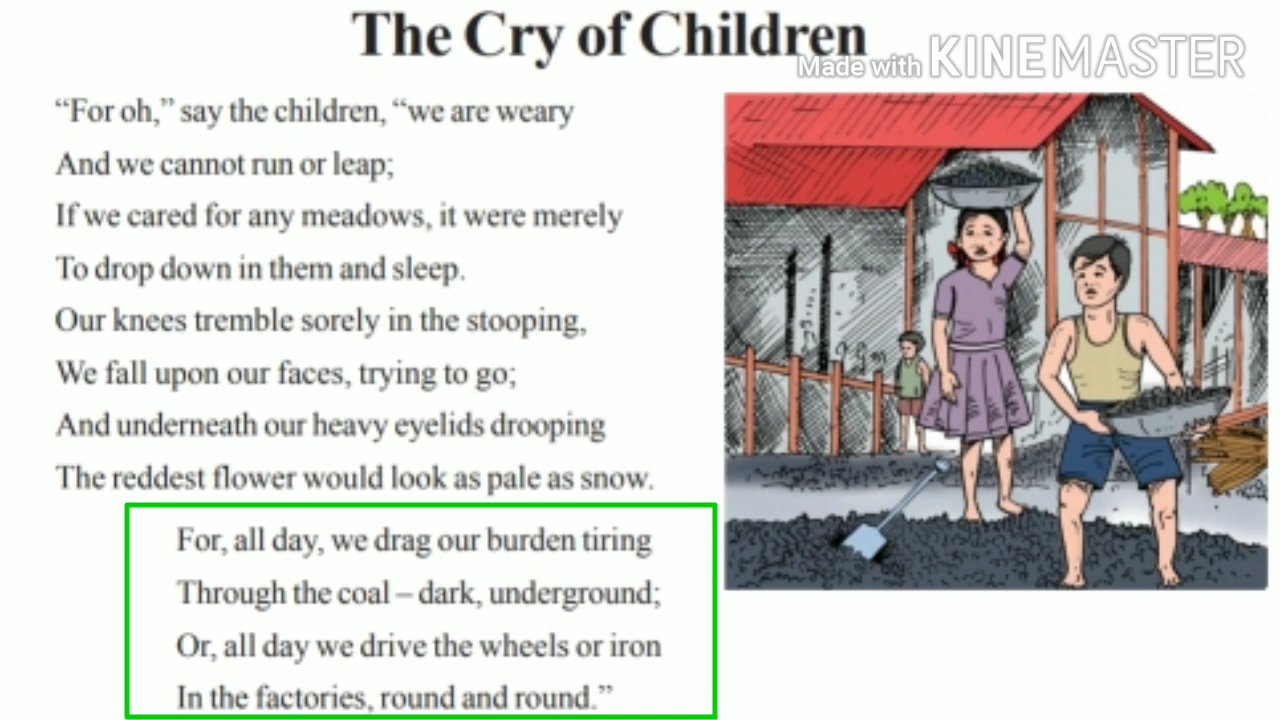 The Cry of Children
Made with KINEMASTER
“For oh,” say the children, “we are weary
And we cannot run or leap;
If we cared for any meadows, it were merely
To drop down in them and sleep.
Our knees tremble sorely in the stooping,
We fall upon our faces, trying to go;
And underneath our heavy eyelids drooping
The reddest flower would look as pale as snow.
For, all day, we drag our burden tiring
Through the coal – dark, underground;
Or, all day we drive the wheels or iron
In the factories, round and round.”